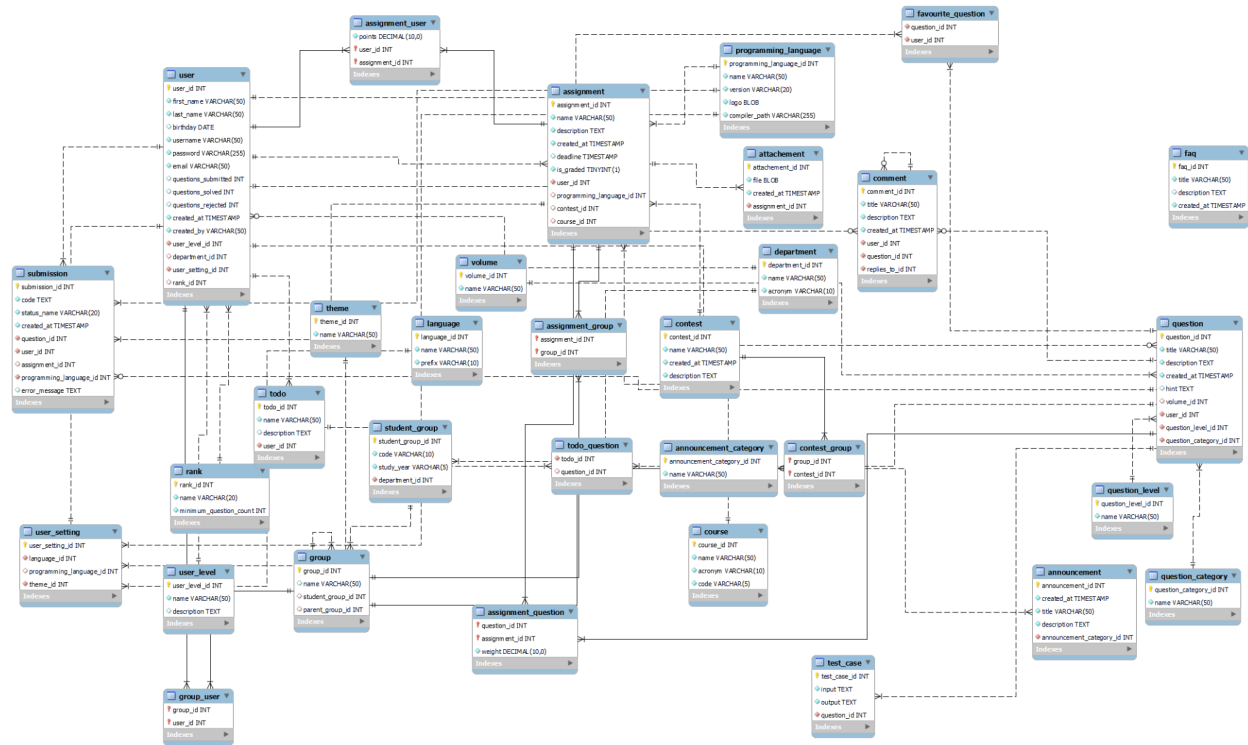 assignment_user
points DECIMAL(10,0)
user_id INT
assignment_id INT
favourite_question
question_id INT
user_id INT
programming_language
programming_language_id INT
name VARCHAR(50)
version VARCHAR(20)
logo BLOB
compiler_path VARCHAR(255)
Indexes
user
user_id INT
first_name VARCHAR(50)
last_name VARCHAR(50)
birthday DATE
username VARCHAR(50)
password VARCHAR(255)
email VARCHAR(50)
questions_submitted INT
questions_solved INT
questions_rejected INT
created_at TIMESTAMP
created_by VARCHAR(50)
user_level_id INT
department_id INT
user_setting_id INT
rank_id INT
Indexes
assignment
assignment_id INT
name VARCHAR(50)
description TEXT
created_at TIMESTAMP
deadline TIMESTAMP
is_graded TINYINT(1)
user_id INT
programming_language_id INT
contest_id INT
course_id INT
Indexes
attachement
attachement_id INT
file BLOB
created_at TIMESTAMP
assignment_id INT
Indexes
comment
comment_id INT
title VARCHAR(50)
description TEXT
created_at TIMESTAMP
user_id INT
question_id INT
replies_to_id INT
Indexes
faq
faq_id INT
title VARCHAR(50)
description TEXT
created_at TIMESTAMP
Indexes
submission
submission_id INT
code TEXT
status_name VARCHAR(20)
created_at TIMESTAMP
question_id INT
user_id INT
assignment_id INT
programming_language_id INT
error_message TEXT
Indexes
volume
volume_id INT
name VARCHAR(50)
Indexes
department
department_id INT
name VARCHAR(50)
acronym VARCHAR(10)
Indexes
theme
theme_id INT
name VARCHAR(50)
Indexes
language
language_id INT
name VARCHAR(50)
prefix VARCHAR(10)
Indexes
assignment_group
assignment_id INT
group_id INT
Indexes
contest
contest_id INT
name VARCHAR(50)
created_at TIMESTAMP
description TEXT
Indexes
question
question_id INT
title VARCHAR(50)
description TEXT
created_at TIMESTAMP
hint TEXT
volume_id INT
user_id INT
question_level_id INT
question_category_id INT
Indexes
todo
todo_id INT
name VARCHAR(50)
description TEXT
user_id INT
Indexes
student_group
student_group_id INT
code VARCHAR(10)
study_year VARCHAR(5)
department_id INT
Indexes
todo_question
todo_id INT
question_id INT
Indexes
announcement_category
announcement_category_id INT
name VARCHAR(50)
Indexes
contest_group
group_id INT
contest_id INT
Indexes
rank
rank_id INT
name VARCHAR(20)
minimum_question_count INT
Indexes
question_level
question_level_id INT
name VARCHAR(50)
Indexes
user_setting
user_setting_id INT
language_id INT
programming_language_id INT
theme_id INT
Indexes
course
course_id INT
name VARCHAR(50)
acronym VARCHAR(10)
code VARCHAR(5)
Indexes
group
group_id INT
name VARCHAR(50)
student_group_id INT
parent_group_id INT
Indexes
user_level
user_level_id INT
name VARCHAR(50)
description TEXT
Indexes
announcement
announcement_id INT
created_at TIMESTAMP
title VARCHAR(50)
description TEXT
announcement_category_id INT
Indexes
question_category
question_category_id INT
name VARCHAR(50)
Indexes
assignment_question
question_id INT
assignment_id INT
weight DECIMAL(10,0)
Indexes
test_case
test_case_id INT
input TEXT
output TEXT
question_id INT
Indexes
group_user
group_id INT
user_id INT
Indexes
Indexes
Indexes